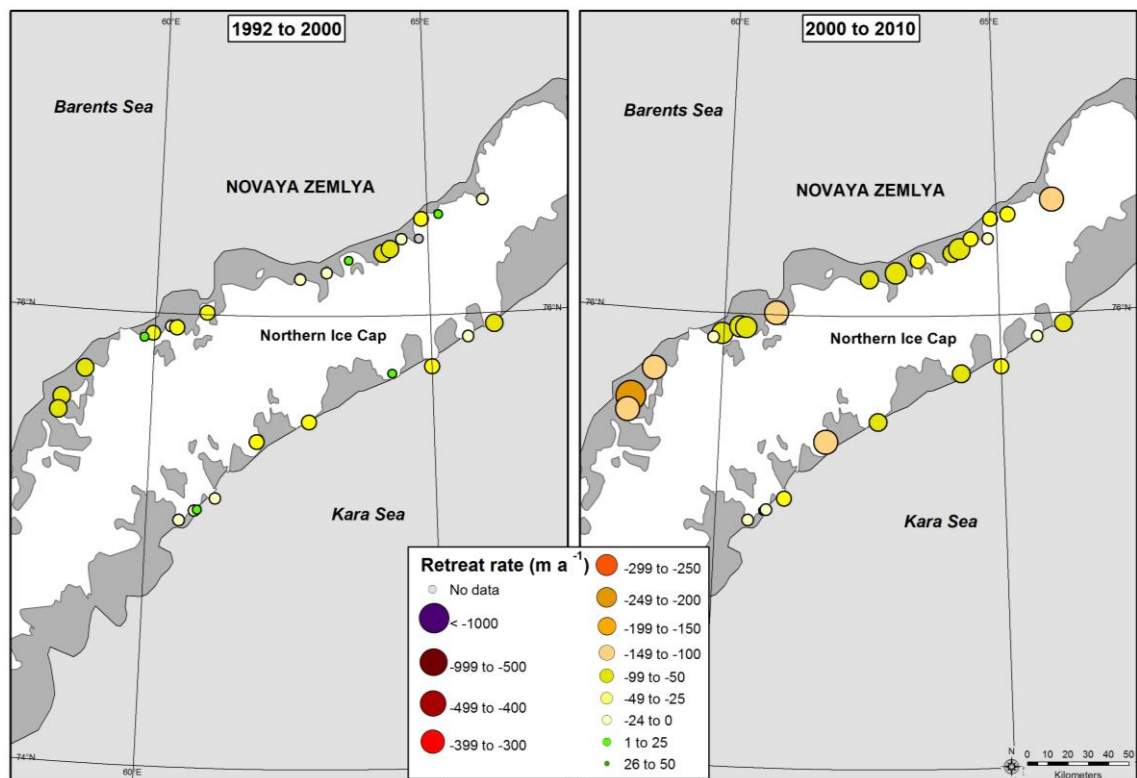 60°E
65°E
1992 to 2000
Barents Sea
NOVAYA ZEMLYA
76°N
76°N
Northern Ice Cap
Kara Sea
74°N
60°E
60°E
65°E
2000 to 2010
Barents Sea
NOVAYA ZEMLYA
76°N
76°N
Northern Ice Cap
Kara Sea
Retreat rate (m a -1)
No data
< -1000
-999 to -500
-499 to -400
-399 to -300
-299 to -250
-249 to -200
-199 to -150
-149 to -100
-99 to -50
-49 to -25
-24 to 0
1 to 25
26 to 50
N
0 10 20 30 40 50
Kilometers